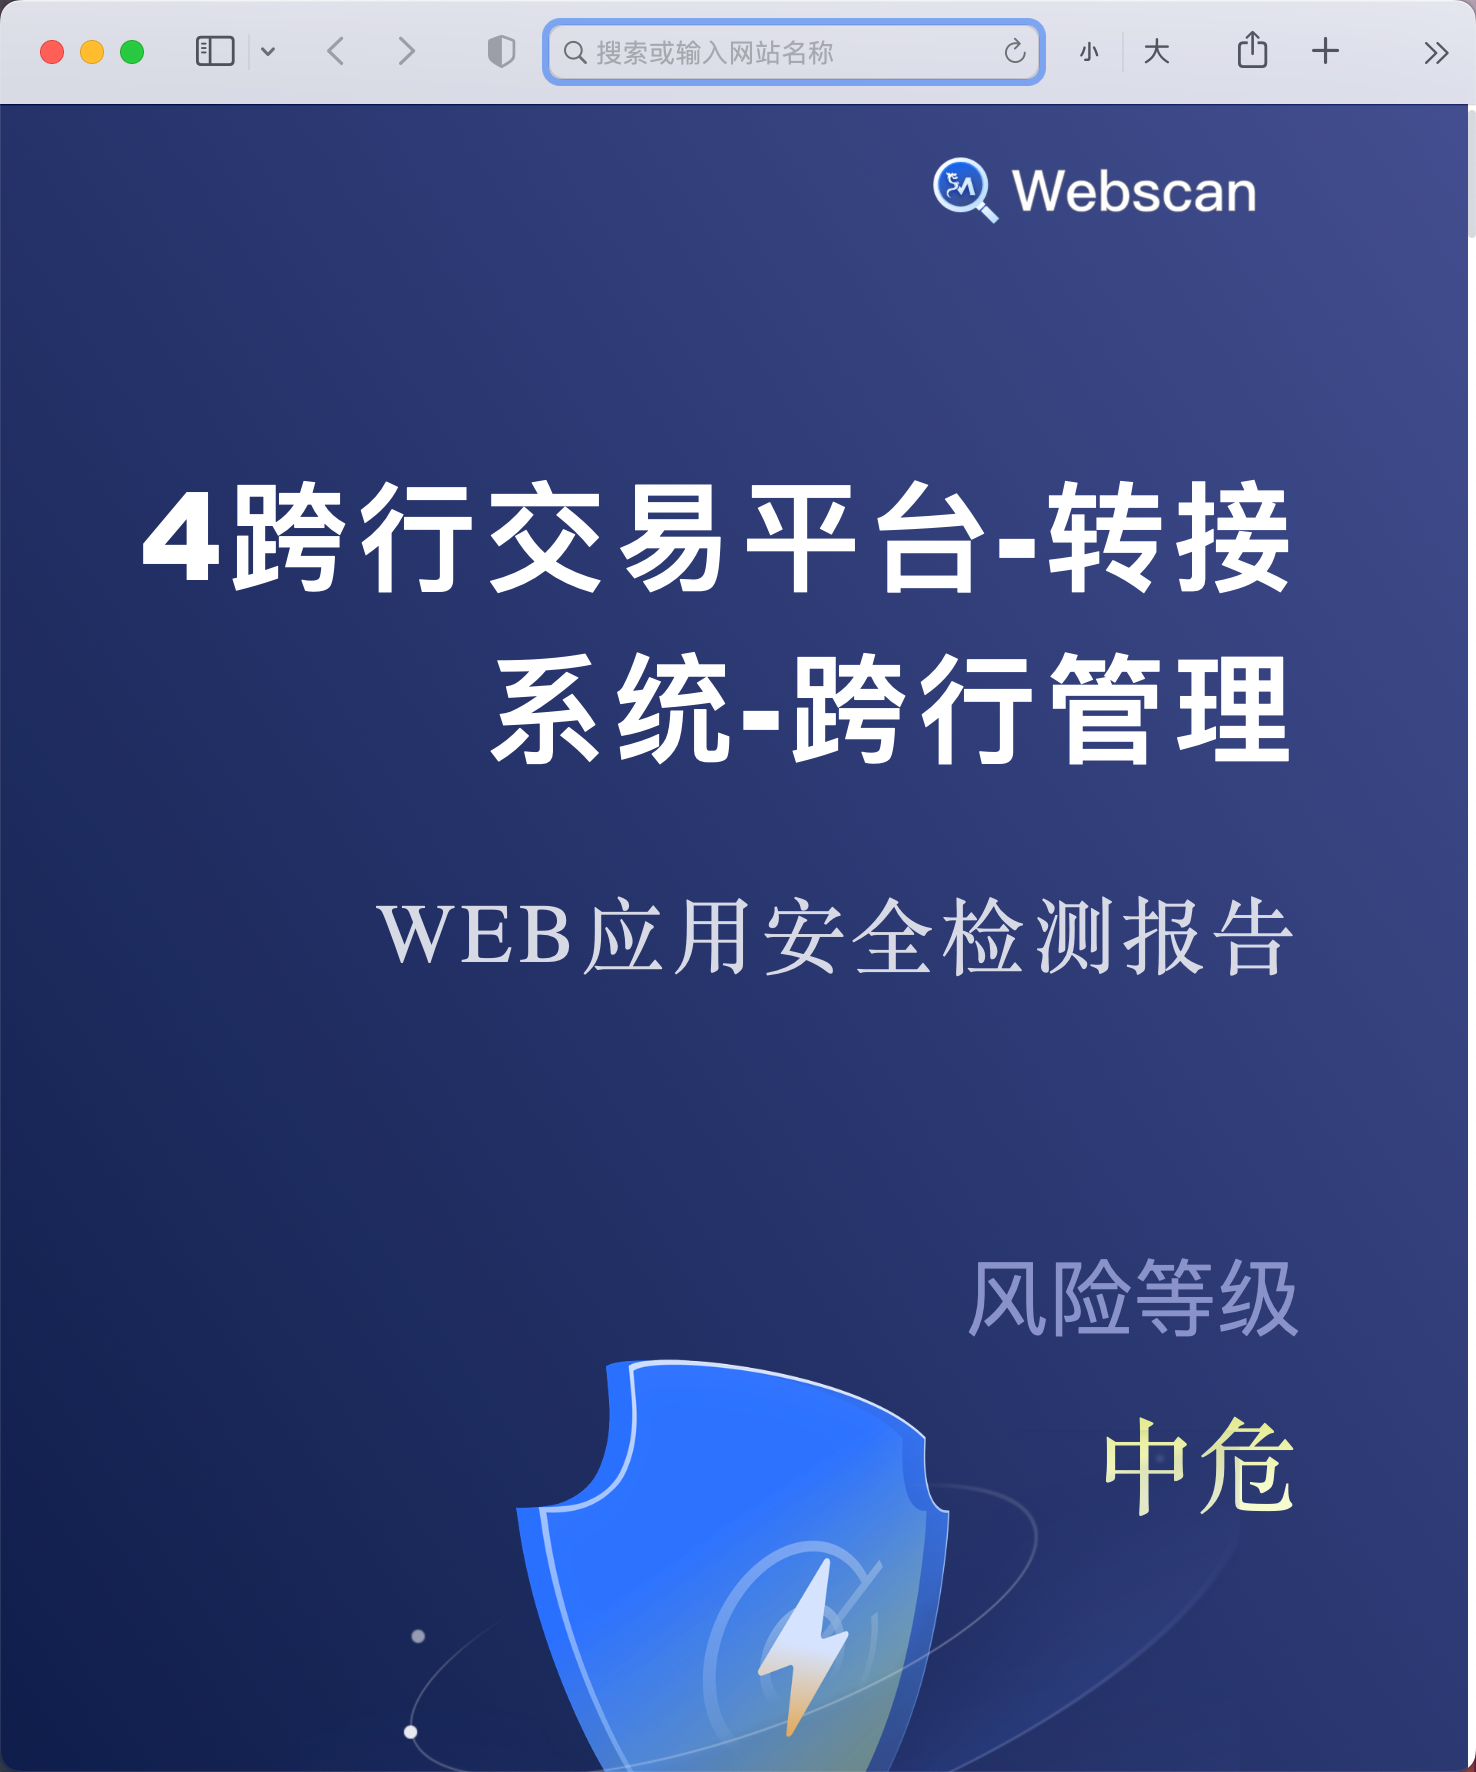 搜索或输入网站名称
小
大
Webscan
4跨行交易平台-转接
系统-跨行管理
WEB应用安全检测报告
风险等级
中危